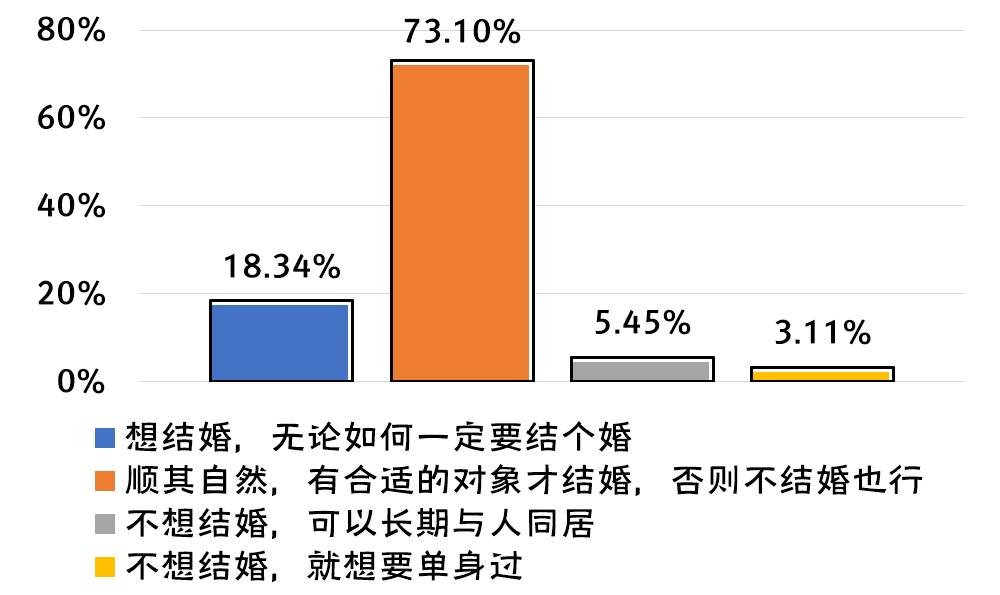 80%
73.10%
60%
40%
18.34%
20%
5.45%
3.11%
0%
想结婚，无论如何一定要结个婚
顺其自然，有合适的对象才结婚，否则不结婚也行
不想结婚，可以长期与人同居
不想结婚，就想要单身过